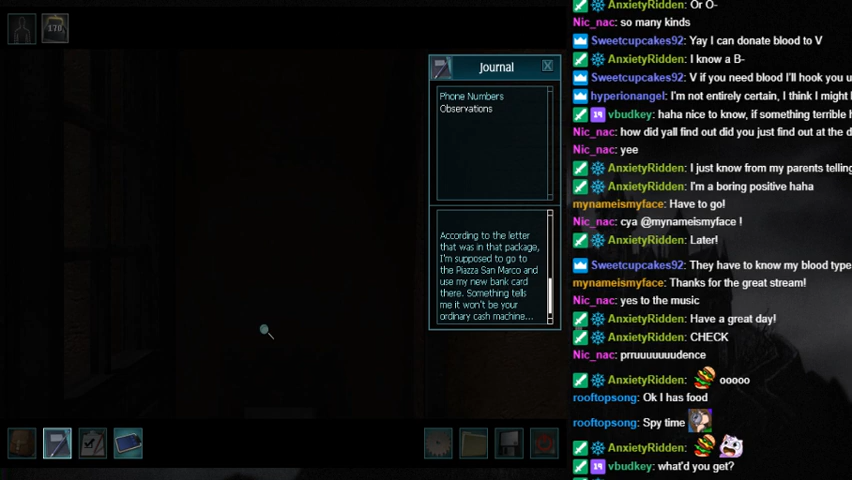 170
Journal
Phone Numbers
Observations
According to the letter
that was in that package,
I'm supposed to go to
the Piazza San Marco and
use my new bank card
there. Something tells
me it won't be your
ordinary cash machine...
AnxietyRidden: Or O-
Nic_nac: so many kinds
Sweetcupcakes92: Yay I can donate blood to V
AnxietyRidden: I know a B-
Sweetcupcakes92: V if you need blood I'll hook you u
hyperionangel: I'm not entirely certain, I think I might
19 vbudkey: haha nice to know, if something terrible
Nic_nac: how did yall find out did you just find out at the
Nic_nac: yee
AnxietyRidden: I just know from my parents telling
AnxietyRidden: I'm a boring positive haha
mynameismyface: Have to go!
Nic_nac: cya @mynameismyface !
AnxietyRidden: Later!
Sweetcupcakes92: They have to know my blood type
mynameismyface: Thanks for the great stream!
Nic_nac: yes to the music
AnxietyRidden: Have a great day!
AnxietyRidden: CHECK
Nic_nac: prruuuuuudence
AnxietyRidden: ooooo
rooftopsong: Ok I has food
rooftopsong: Spy time
AnxietyRidden:
19 vbudkey: what'd you get?